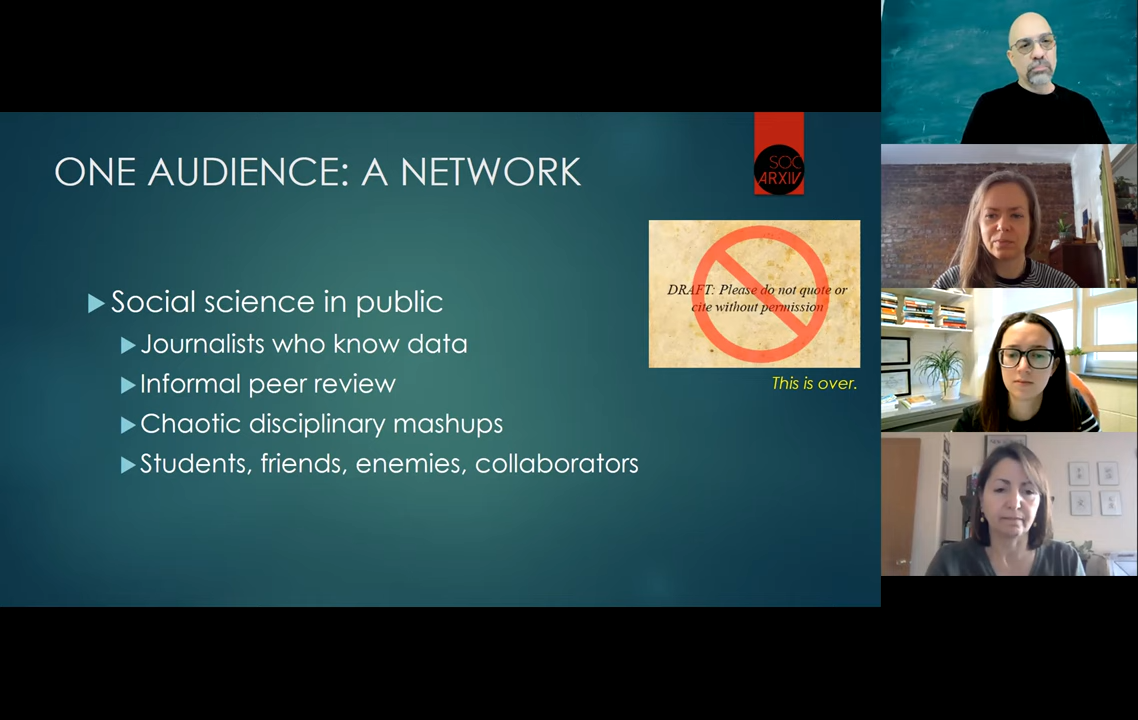 ONE AUDIENCE: A NETWORK
SOC
ARXIV
Social science in public
Journalists who know data
Informal peer review
Chaotic disciplinary mashups
Students, friends, enemies, collaborators
DRAFT: Please do not quote or
cite without permission
This is over.